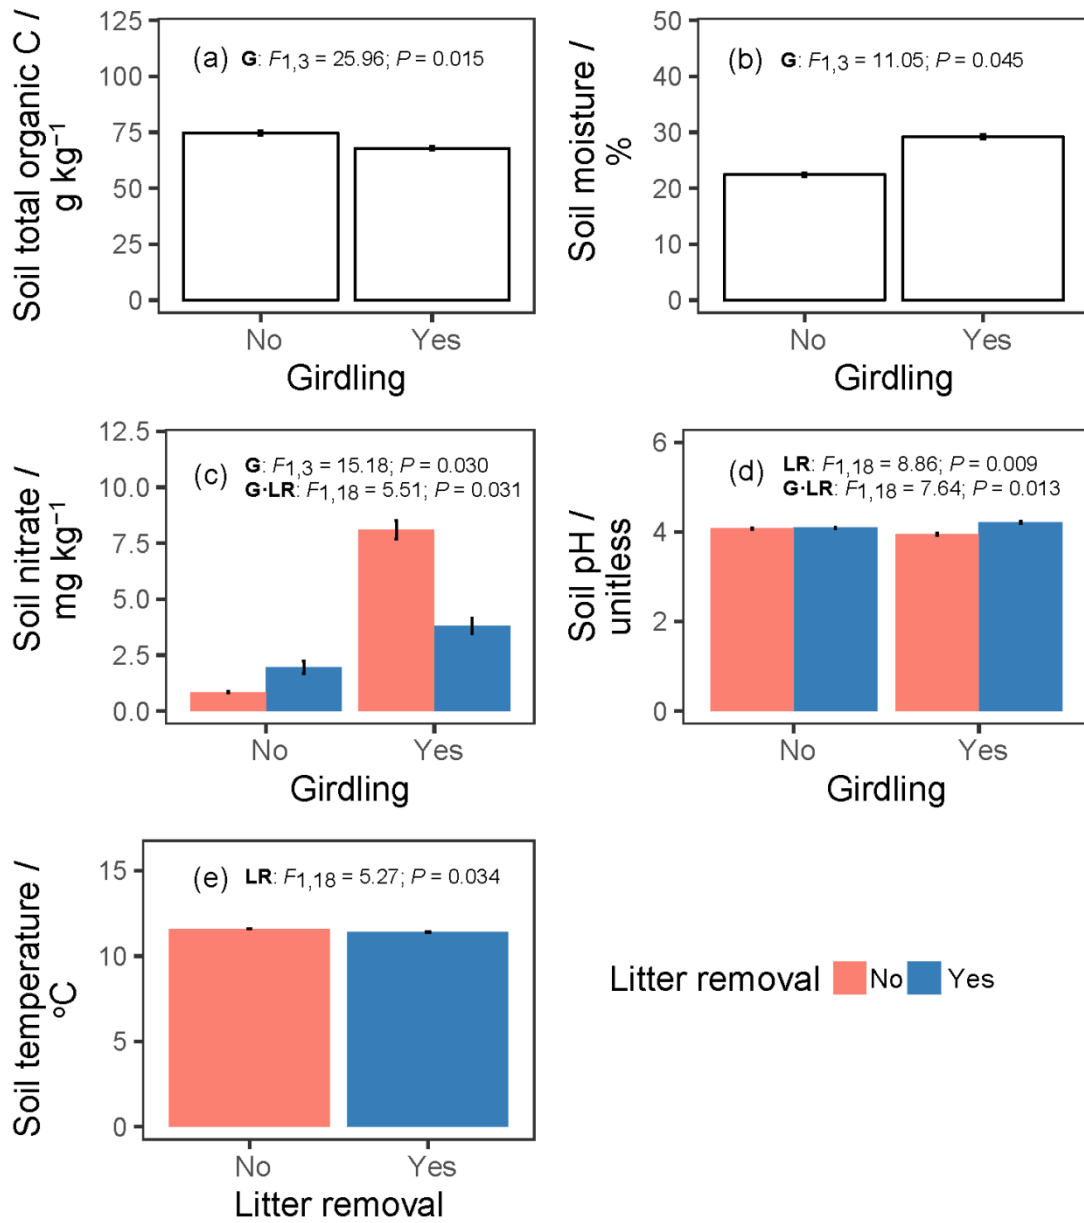 Soil total organic C /
g kg⁻¹
125
100
75
50
25
0
(a) G: F1,3 = 25.96; P = 0.015
No Yes
Girdling
Soil moisture /
%
50
40
30
20
10
0
(b) G: F1,3 = 11.05; P = 0.045
No Yes
Girdling
Soil nitrate /
mg kg⁻¹
12.5
10.0
7.5
5.0
2.5
0.0
(c) G: F1,3 = 15.18; P = 0.030
G·LR: F1,18 = 5.51; P = 0.031
No Yes
Girdling
Soil pH /
unitless
6
4
2
0
(d) LR: F1,18 = 8.86; P = 0.009
G·LR: F1,18 = 7.64; P = 0.013
No Yes
Girdling
Soil temperature /
ºC
15
10
5
0
(e) LR: F1,18 = 5.27; P = 0.034
No Yes
Litter removal
Litter removal No Yes